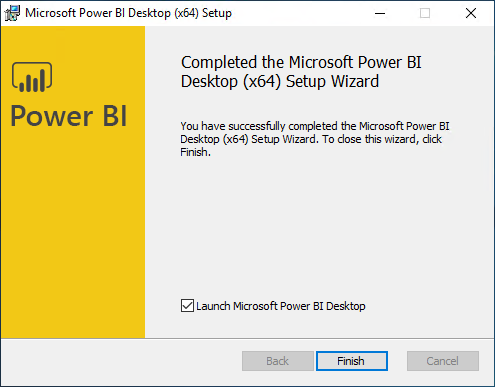 Microsoft Power BI Desktop (x64) Setup
Power BI
Completed the Microsoft Power BI
Desktop (x64) Setup Wizard
You have successfully completed the Microsoft Power BI
Desktop (x64) Setup Wizard. To close this wizard, click
Finish.
Launch Microsoft Power BI Desktop
Back Finish Cancel